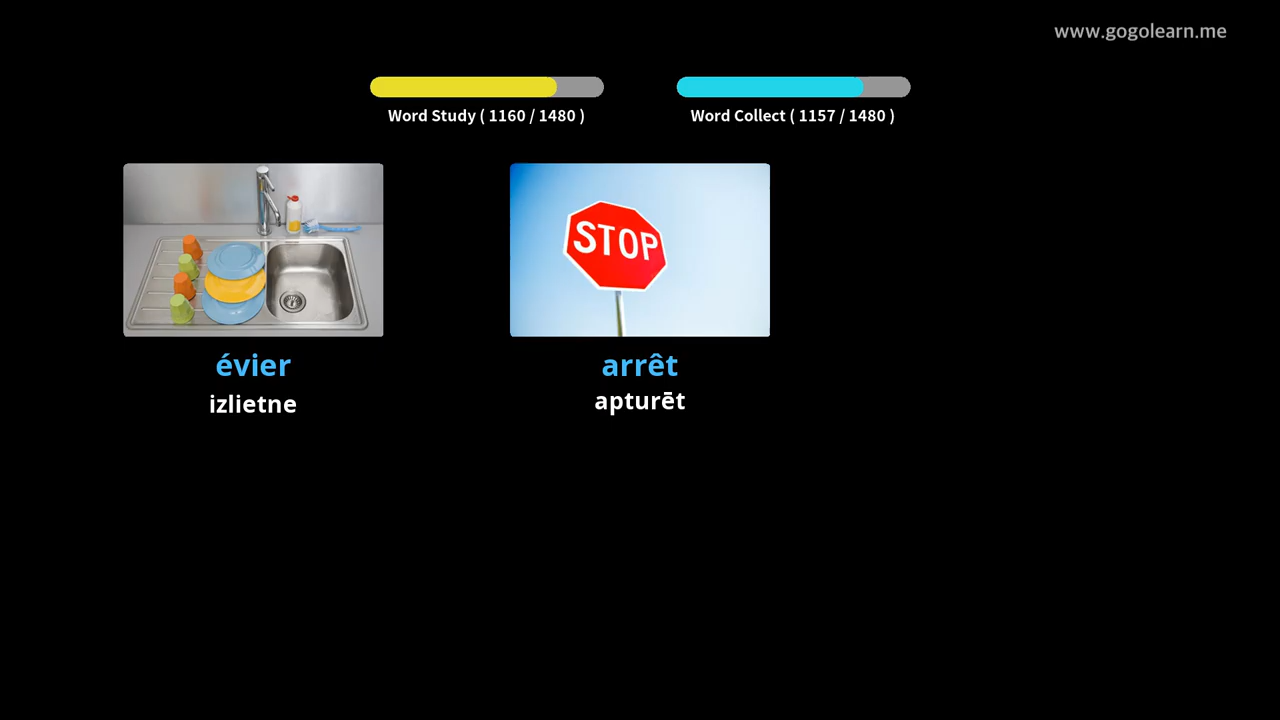 www.gogolearn.me
Word Study ( 1160 / 1480 )
Word Collect ( 1157 / 1480 )
STOP
évier
arrêt
izlietne
apturēt